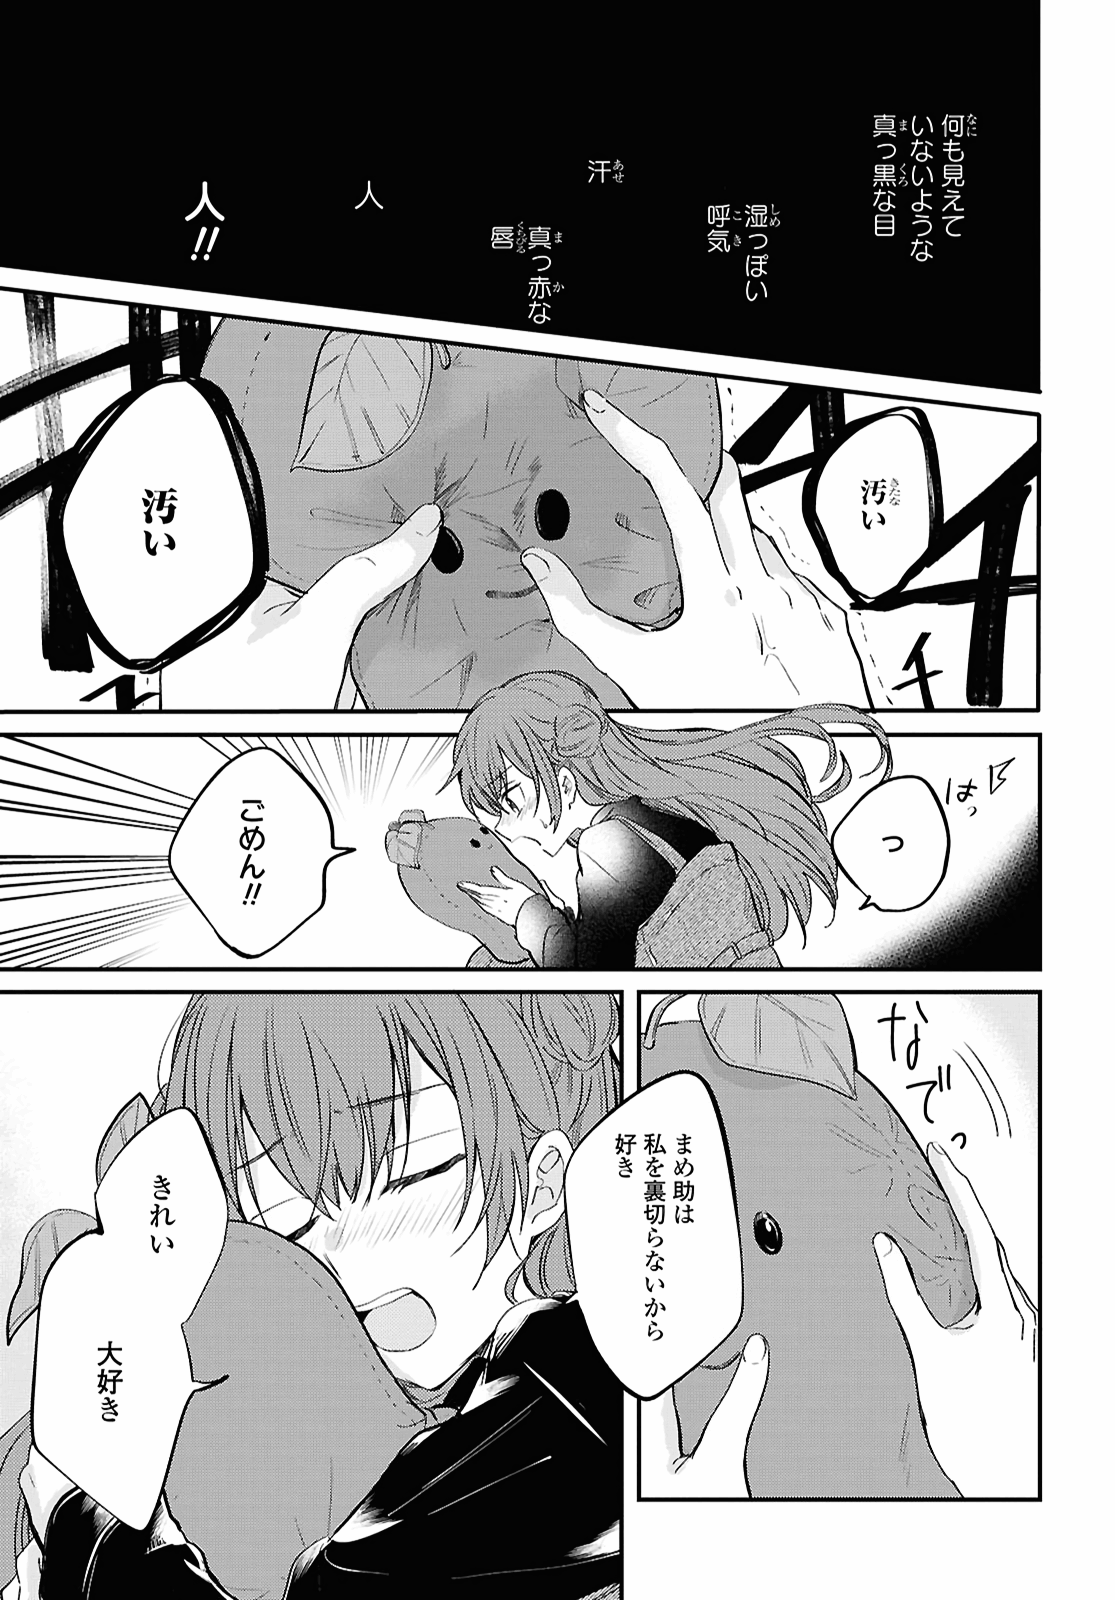 何も見えて
いないような
真っ黒な目
湿っぽい
呼気
汗
真っ赤な
唇
人
人!!
汚い
汚い
はっ
っ
ごめん!!
なでっ
まめ助は
私を裏切らないから
好き
きれい
大好き